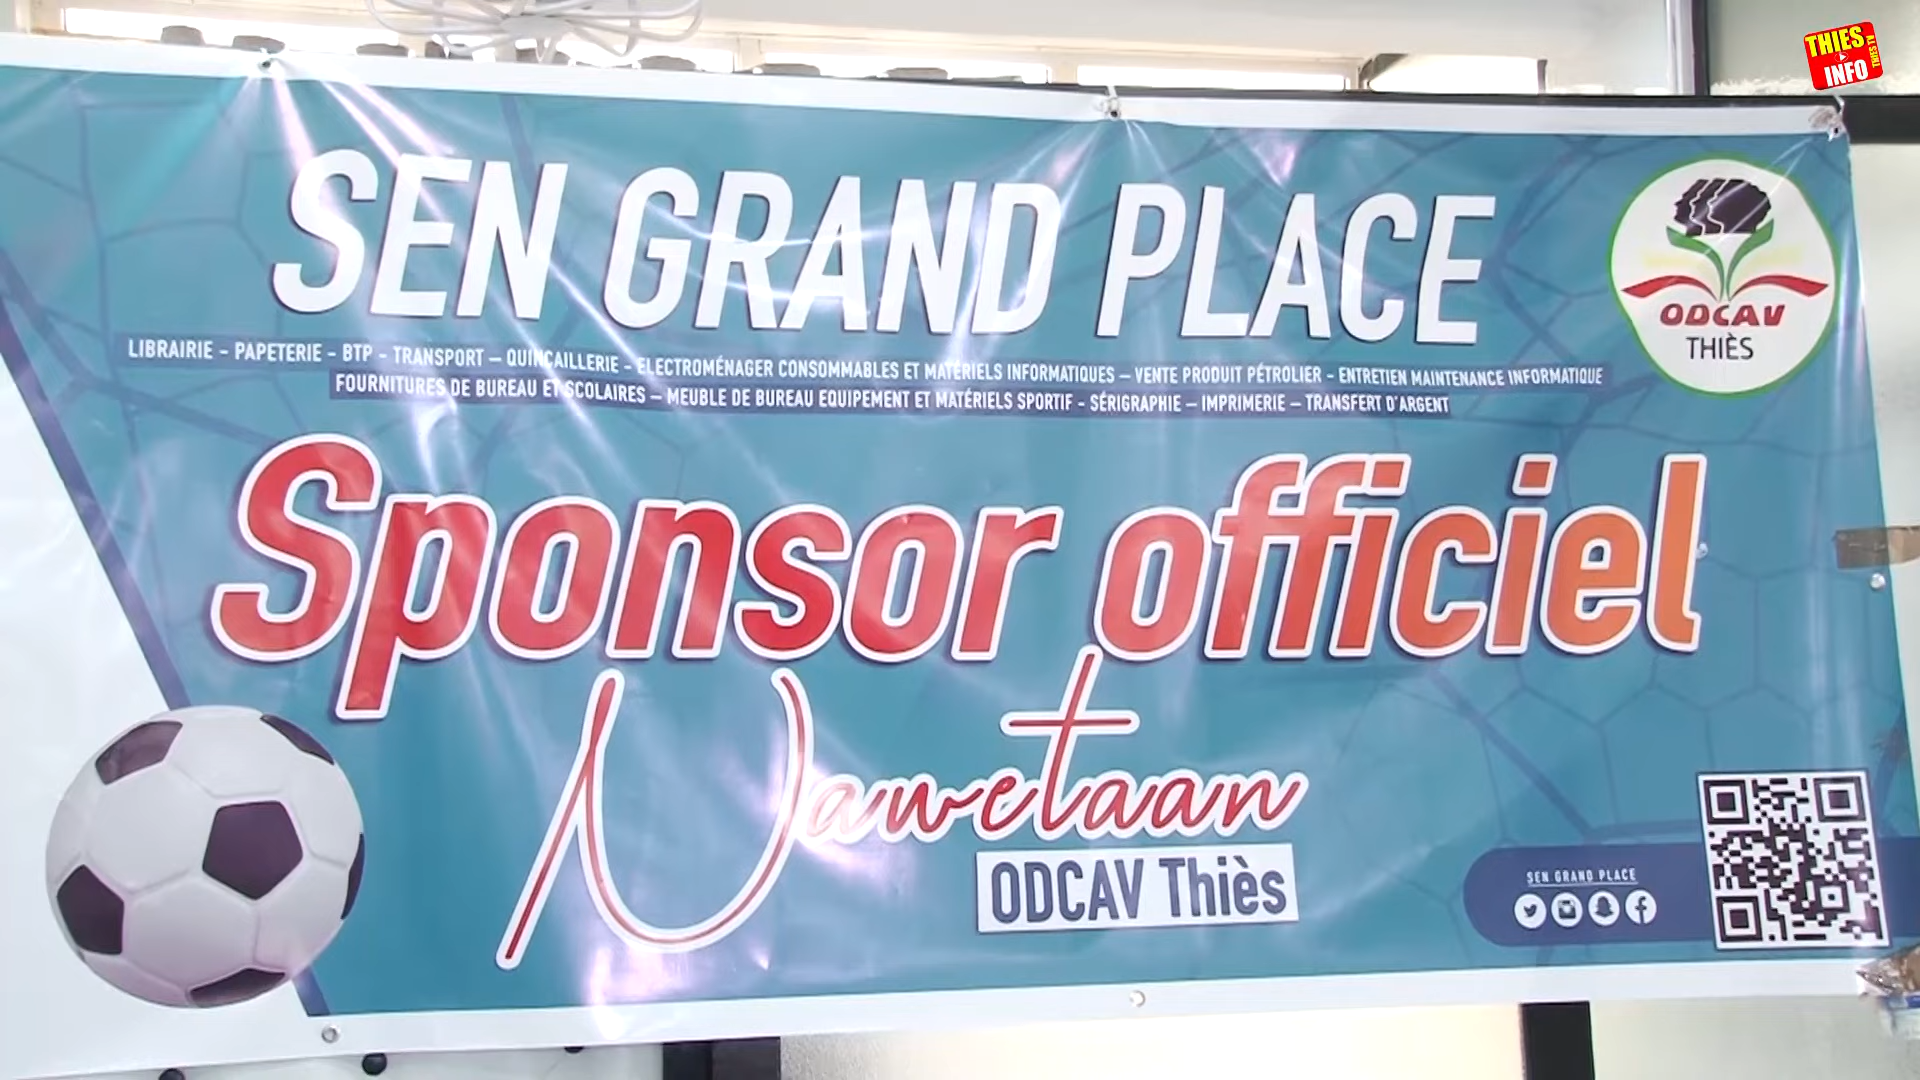 THIES
INFO
THIES TV
SEN GRAND PLACE
LIBRAIRIE - PAPETERIE - BTP - TRANSPORT – QUINCAILLERIE - ELECTROMÉNAGER CONSOMMABLES ET MATÉRIELS INFORMATIQUES – VENTE PRODUIT PÉTROLIER - ENTRETIEN MAINTENANCE INFORMATIQUE
FOURNITURES DE BUREAU ET SCOLAIRES – MEUBLE DE BUREAU EQUIPEMENT ET MATÉRIELS SPORTIF - SÉRIGRAPHIE – IMPRIMERIE – TRANSFERT D'ARGENT
ODCAV
THIÈS
Sponsor officiel
Nawetaan
ODCAV Thiès
SEN GRAND PLACE